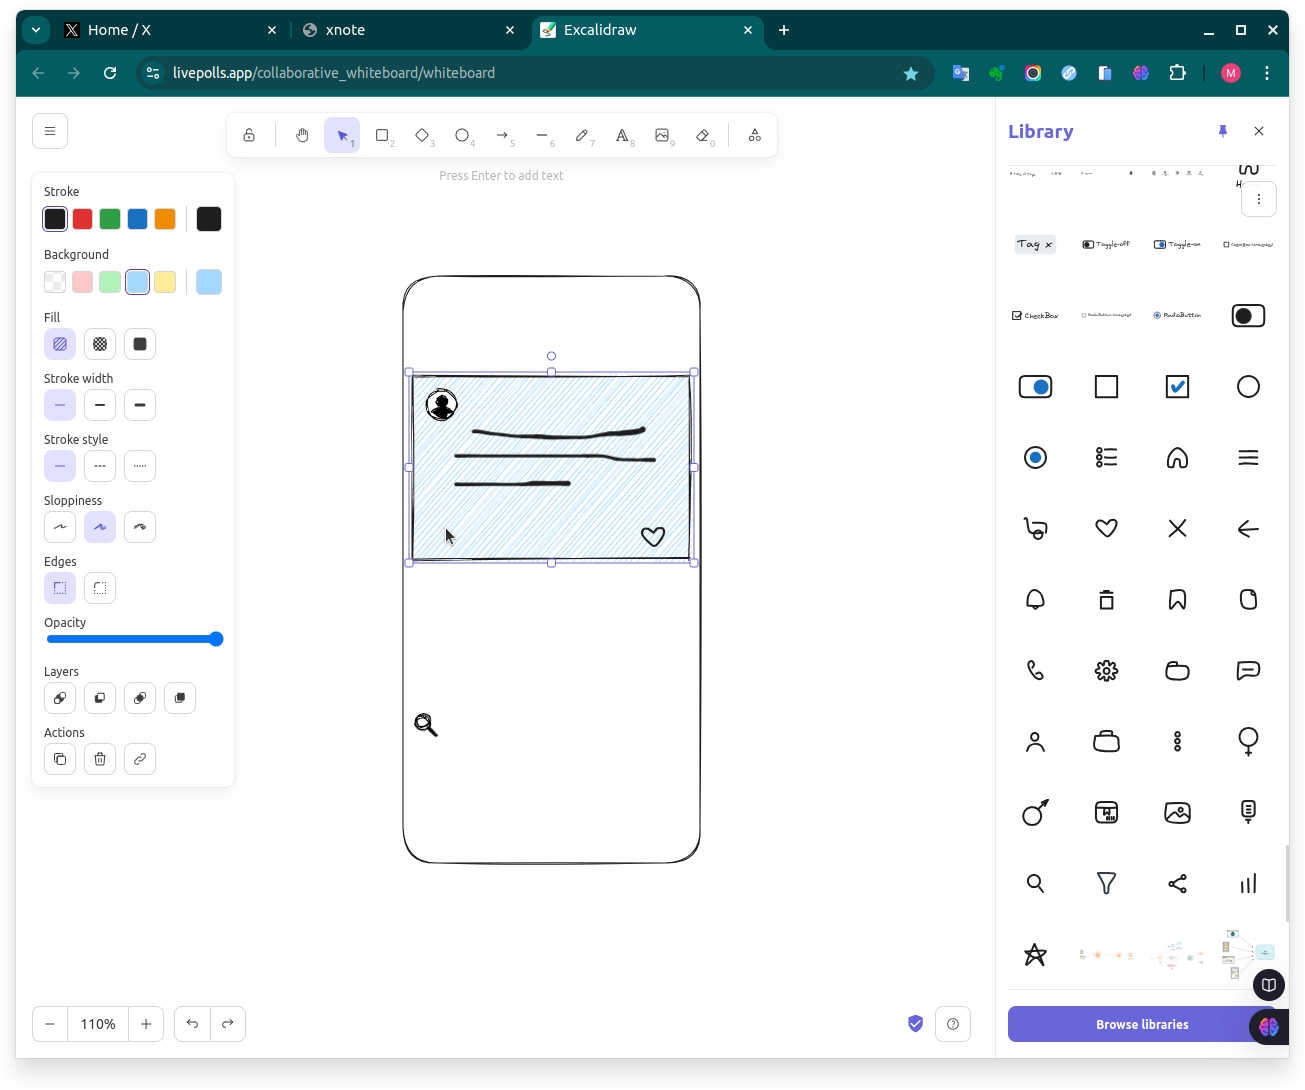 Home / X
xnote
Excalidraw
livepolls.app/collaborative_whiteboard/whiteboard
M
1
2
3
4
5
6
7
A
8
9
0
Press Enter to add text
Library
Stroke
Background
Fill
Stroke width
Stroke style
Sloppiness
Edges
Opacity
Layers
Actions
Tag x
Toggle-off
Toggle-on
CheckBox
RadioButton
110%
Browse libraries